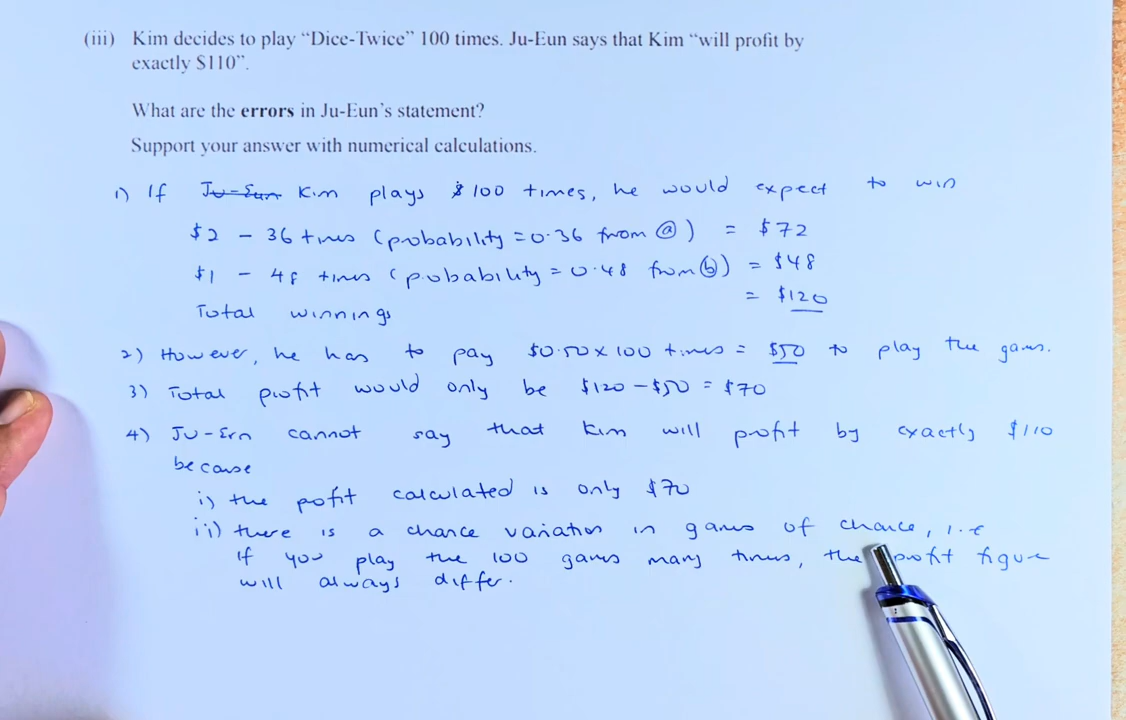 (iii) Kim decides to play “Dice-Twice” 100 times. Ju-Eun says that Kim “will profit by
exactly $110”.
What are the errors in Ju-Eun’s statement?
Support your answer with numerical calculations.
1) If Ju-Eun Kim plays $ 100 times, he would expect to win
$2 – 36 times (probability = 0.36 from (a)) = $72
$1 – 48 times (probability = 0.48 from (b)) = $48
Total winnings = $120
2) However, he has to pay $0.50 x 100 times = $50 to play the games.
3) Total profit would only be $120 – $50 = $70
4) Ju-Eun cannot say that Kim will profit by exactly $110
because
i) the profit calculated is only $70
ii) there is a chance variation in games of chance, i.e
if you play the 100 games many times, the profit figure
will always differ.